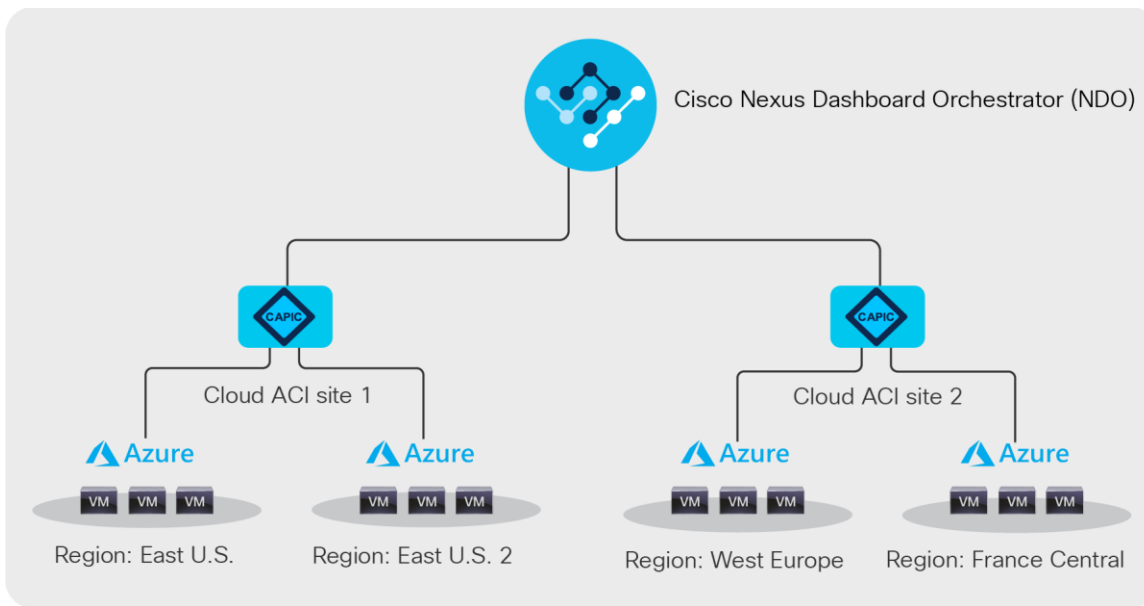 Cisco Nexus Dashboard Orchestrator (NDO)
CAPIC
CAPIC
Cloud ACI site 1
Cloud ACI site 2
Azure
Azure
Azure
Azure
VM VM VM
VM VM VM
VM VM VM
VM VM VM
Region: East U.S.
Region: East U.S. 2
Region: West Europe
Region: France Central